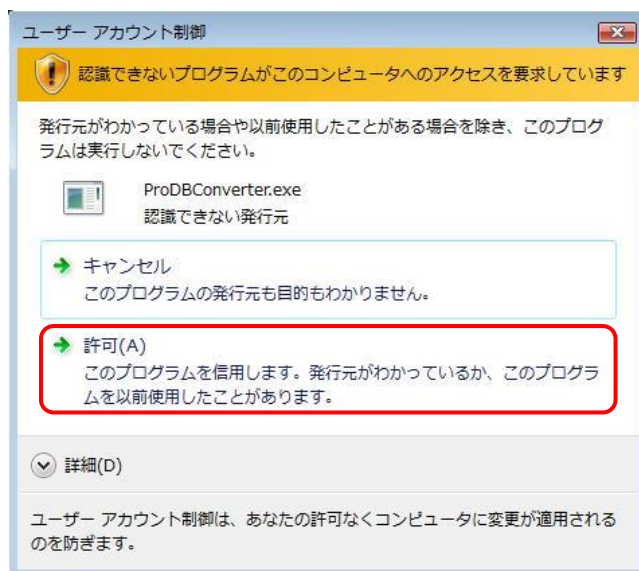 ユーザー アカウント制御
認識できないプログラムがこのコンピュータへのアクセスを要求しています
発行元がわかっている場合や以前使用したことがある場合を除き、このプログ
ラムは実行しないでください。
ProDBConverter.exe
認識できない発行元
キャンセル
このプログラムの発行元も目的もわかりません。
許可(A)
このプログラムを信用します。発行元がわかっているか、このプログラ
ムを以前使用したことがあります。
詳細(D)
ユーザー アカウント制御は、あなたの許可なくコンピュータに変更が適用される
のを防ぎます。